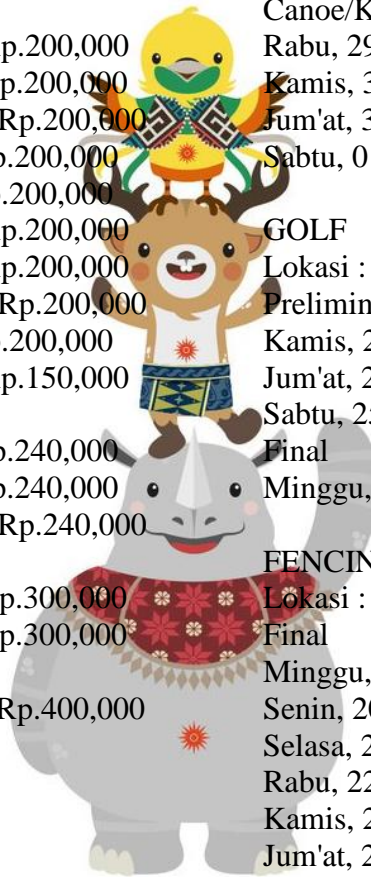 p.200,000
p.200,000
Rp.200,000
p.200,000
.200,000
p.200,000
p.200,000
Rp.200,000
.200,000
p.150,000
p.240,000
p.240,000
Rp.240,000
p.300,000
p.300,000
Rp.400,000
Canoe/K
Rabu, 29
Kamis, 3
Jum'at, 3
Sabtu, 0
GOLF
Lokasi :
Prelimin
Kamis, 2
Jum'at, 2
Sabtu, 25
Final
Minggu,
FENCIN
Lokasi :
Final
Minggu,
Senin, 20
Selasa, 2
Rabu, 22
Kamis, 2
Jum'at, 2